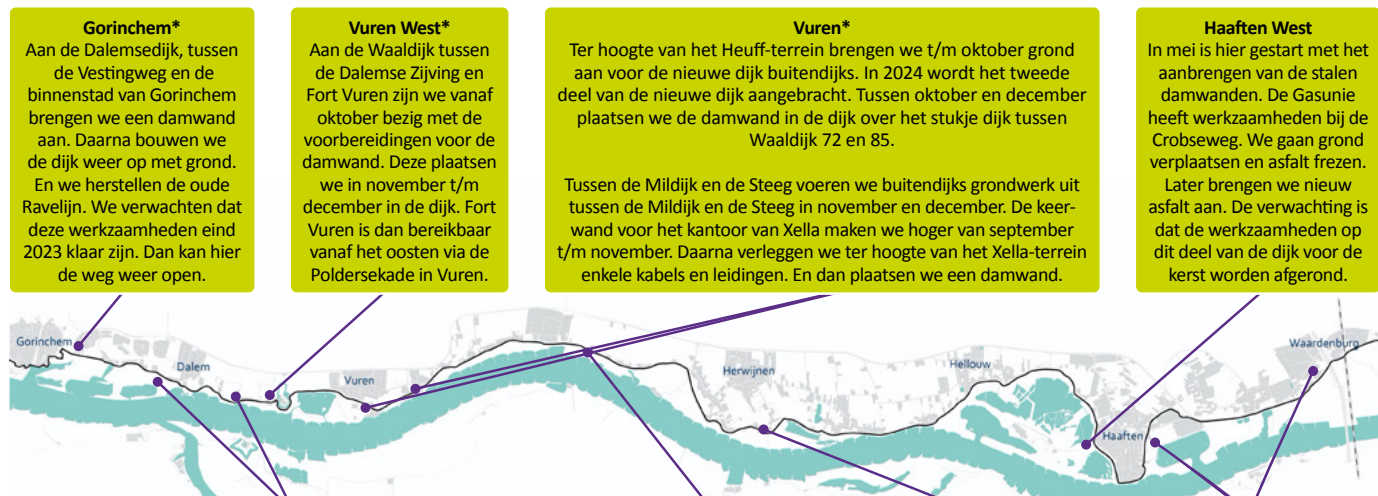 Gorinchem*
Aan de Dalemsedijk, tussen
de Vestingweg en de
binnenstad van Gorinchem
brengen we een damwand
aan. Daarna bouwen we
de dijk weer op met grond.
En we herstellen de oude
Ravelijn. We verwachten dat
deze werkzaamheden eind
2023 klaar zijn. Dan kan hier
de weg weer open.
Vuren West*
Aan de Waaldijk tussen
de Dalemse Zijving en
Fort Vuren zijn we vanaf
oktober bezig met de
voorbereidingen voor de
damwand. Deze plaatsen
we in november t/m
december in de dijk. Fort
Vuren is dan bereikbaar
vanaf het oosten via de
Poldersekade in Vuren.
Vuren*
Ter hoogte van het Heuff-terrein brengen we t/m oktober grond
aan voor de nieuwe dijk buitendijks. In 2024 wordt het tweede
deel van de nieuwe dijk aangebracht. Tussen oktober en december
plaatsen we de damwand in de dijk over het stukje dijk tussen
Waaldijk 72 en 85.
Tussen de Mildijk en de Steeg voeren we buitendijks grondwerk uit
tussen de Mildijk en de Steeg in november en december. De keer-
wand voor het kantoor van Xella maken we hoger van september
t/m november. Daarna verleggen we ter hoogte van het Xella-terrein
enkele kabels en leidingen. En dan plaatsen we een damwand.
Haaften West
In mei is hier gestart met het
aanbrengen van de stalen
damwanden. De Gasunie
heeft werkzaamheden bij de
Crobseweg. We gaan grond
verplaatsen en asfalt frezen.
Later brengen we nieuw
asfalt aan. De verwachting is
dat de werkzaamheden op
dit deel van de dijk voor de
kerst worden afgerond.
Gorinchem
Dalem
Vuren
Herwijnen
Hellouw
Haaften
Waardenburg